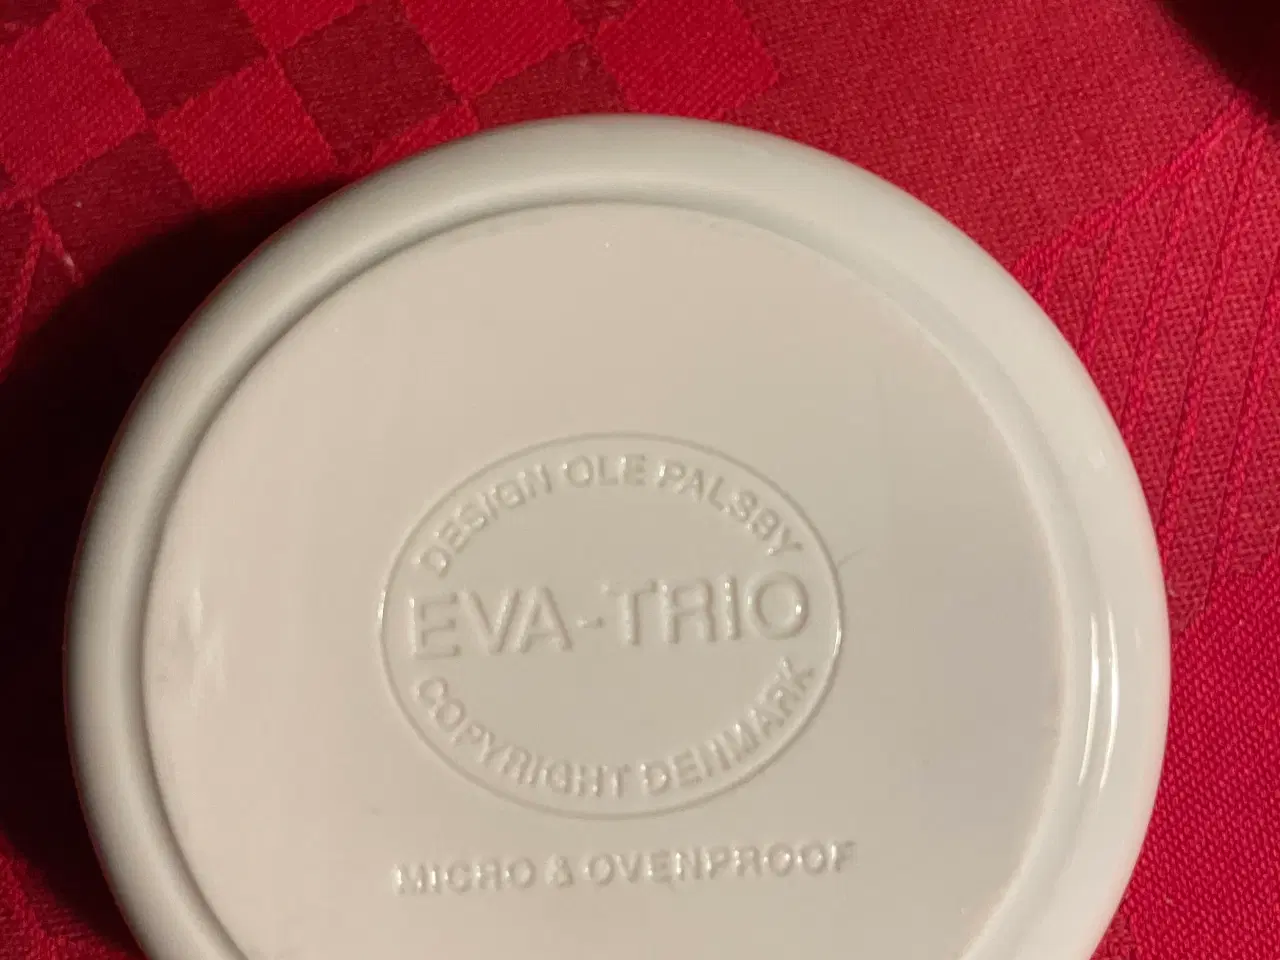 DESIGN OLE PALSBY
EVA-TRIO
COPYRIGHT DENMARK
MICRO & OVENPROOF